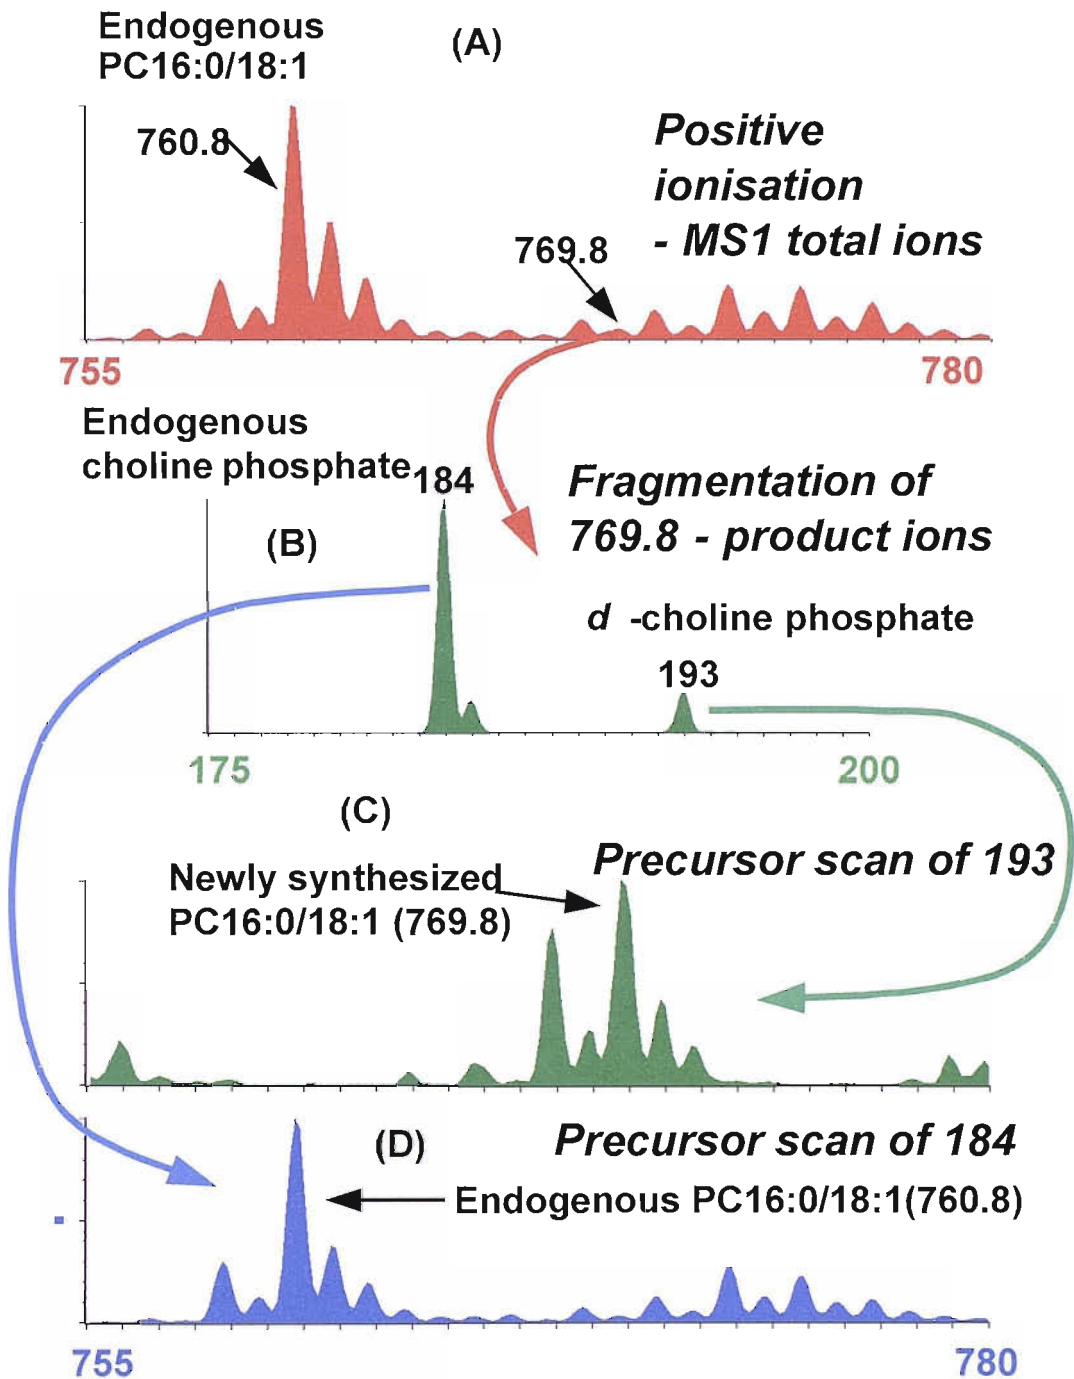 Endogenous
PC16:0/18:1
(A)
760.8
Positive
ionisation
- MS1 total ions
769.8
755
780
Endogenous
choline phosphate
184
Fragmentation of
769.8 - product ions
(B)
d -choline phosphate
193
175
200
(C)
Precursor scan of 193
Newly synthesized
PC16:0/18:1 (769.8)
(D)
Precursor scan of 184
Endogenous PC16:0/18:1(760.8)
755
780